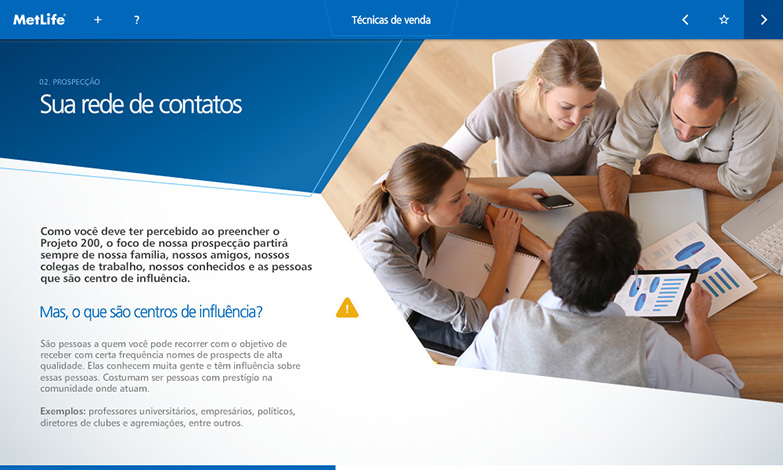 MetLife
+
?
Técnicas de venda
02. PROSPECÇÃO
Sua rede de contatos
Como você deve ter percebido ao preencher o
Projeto 200, o foco de nossa prospecção partirá
sempre de nossa família, nossos amigos, nossos
colegas de trabalho, nossos conhecidos e as pessoas
que são centro de influência.
Mas, o que são centros de influência?
!
São pessoas a quem você pode recorrer com o objetivo de
receber com certa frequência nomes de prospects de alta
qualidade. Elas conhecem muita gente e têm influência sobre
essas pessoas. Costumam ser pessoas com prestígio na
comunidade onde atuam.
Exemplos: professores universitários, empresários, políticos,
diretores de clubes e agremiações, entre outros.